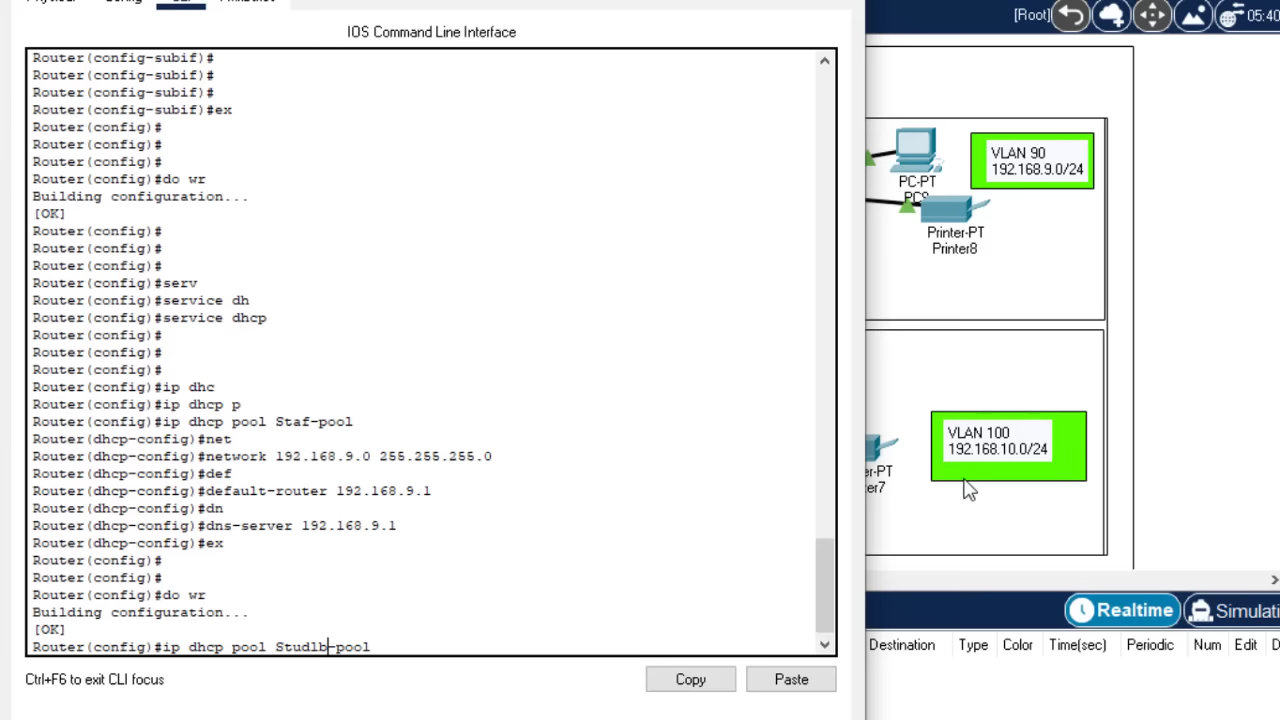 CLI
[Root]
05:40
IOS Command Line Interface
Router(config-subif)#
Router(config-subif)#
Router(config-subif)#
Router(config-subif)#ex
Router(config)#
Router(config)#
Router(config)#
Router(config)#do wr
Building configuration...
[OK]
Router(config)#
Router(config)#
Router(config)#
Router(config)#serv
Router(config)#service dh
Router(config)#service dhcp
Router(config)#
Router(config)#
Router(config)#
Router(config)#ip dhc
Router(config)#ip dhcp p
Router(config)#ip dhcp pool Staf-pool
Router(dhcp-config)#net
Router(dhcp-config)#network 192.168.9.0 255.255.255.0
Router(dhcp-config)#def
Router(dhcp-config)#default-router 192.168.9.1
Router(dhcp-config)#dn
Router(dhcp-config)#dns-server 192.168.9.1
Router(dhcp-config)#ex
Router(config)#
Router(config)#
Router(config)#do wr
Building configuration...
[OK]
Router(config)#ip dhcp pool Studlb-pool
Ctrl+F6 to exit CLI focus
Copy
Paste
VLAN 90
192.168.9.0/24
PC-PT
Printer-PT
Printer8
VLAN 100
192.168.10.0/24
er-PT
ter7
Realtime
Simulati
Destination Type Color Time(sec) Periodic Num Edit D